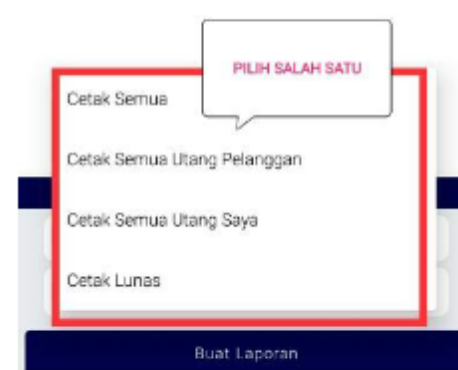 PILIH SALAH SATU
Cetak Semua
Cetak Semua Utang Pelanggan
Cetak Semua Utang Saya
Cetak Lunas
Buat Laporan